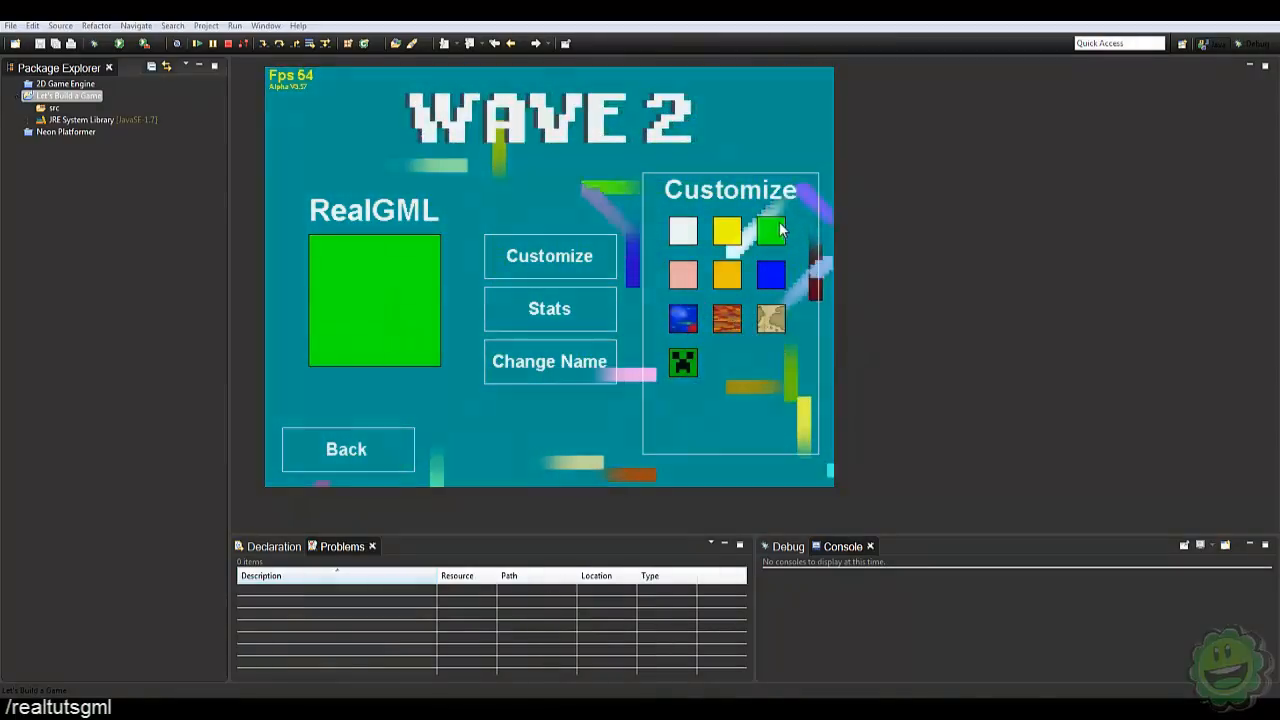 File Edit Source Refactor Navigate Search Project Run Window Help
Quick Access
Debug
Package Explorer
2D Game Engine
Let's Build a Game
src
JRE System Library [JavaSE-1.7]
Neon Platformer
Fps 54
Alpha V3.57
WAVE 2
RealGML
Customize
Stats
Change Name
Back
Customize
Declaration Problems
0 items
Description Resource Path Location Type
Debug Console
No consoles to display at this time.
Let's Build a Game
/realtutsgml